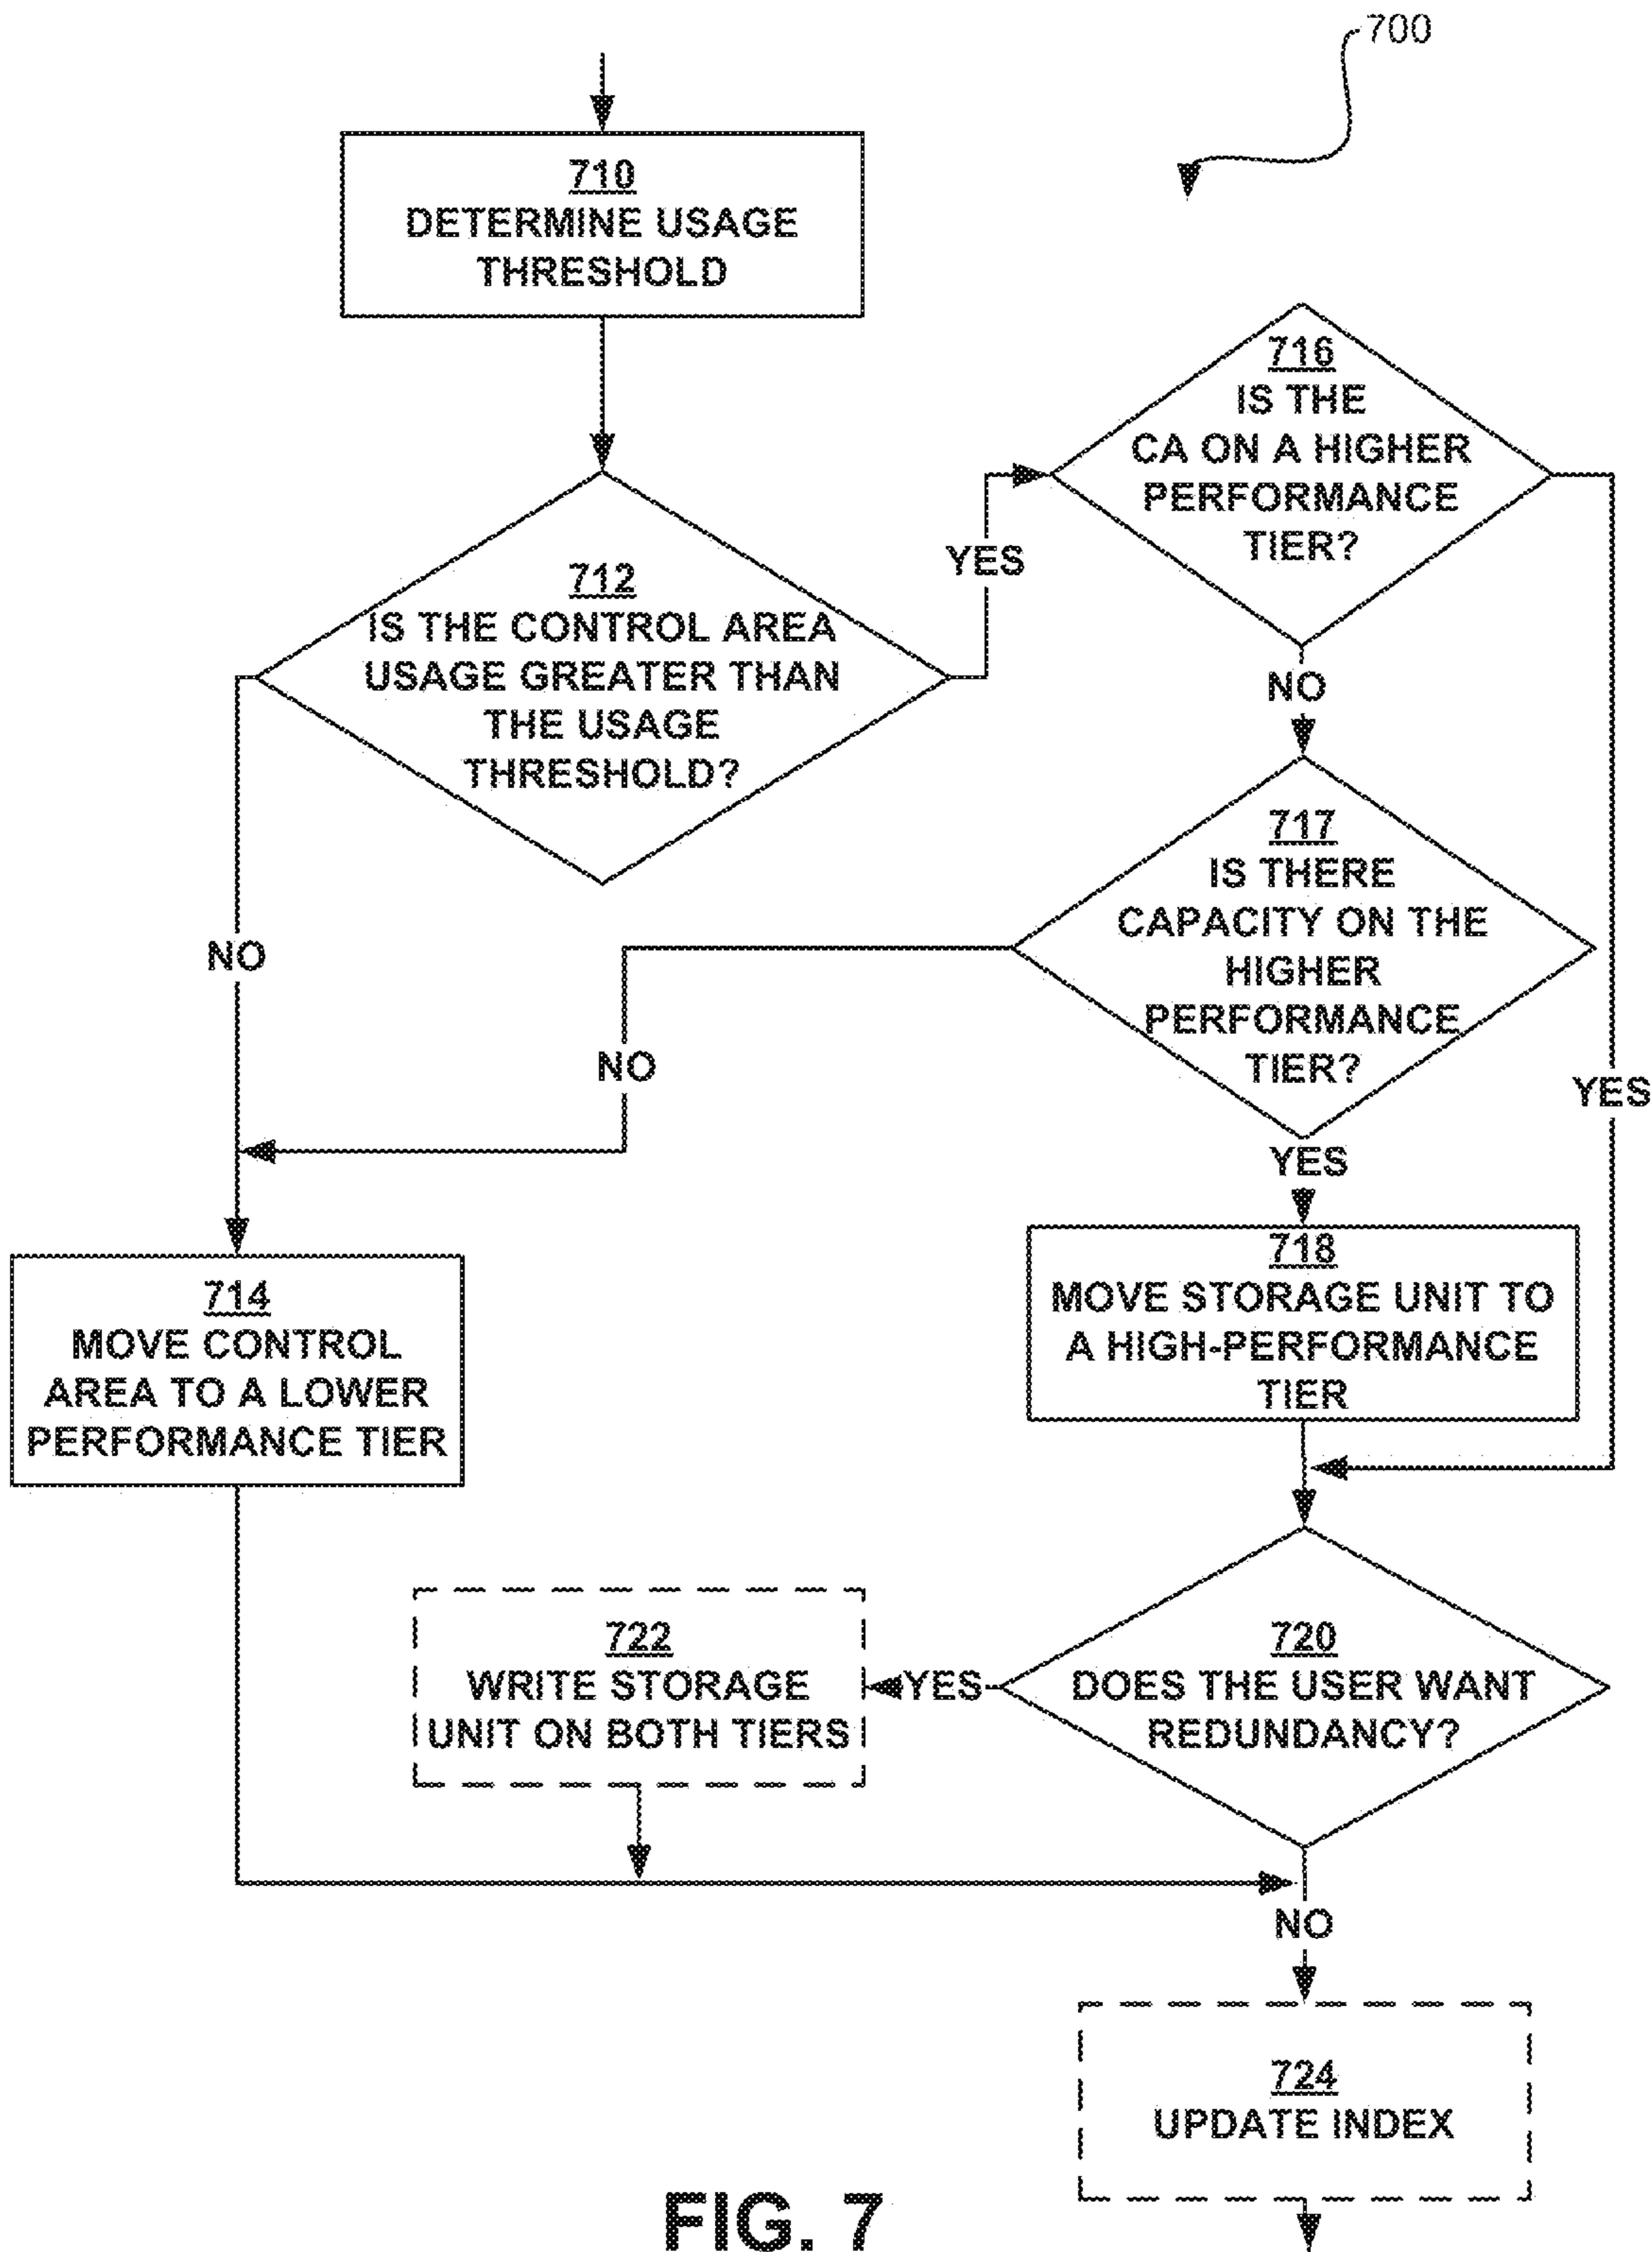 700
710
DETERMINE USAGE
THRESHOLD
716
IS THE
CA ON A HIGHER
PERFORMANCE
TIER?
YES
712
IS THE CONTROL AREA
USAGE GREATER THAN
THE USAGE
THRESHOLD?
NO
717
IS THERE
CAPACITY ON THE
HIGHER
PERFORMANCE
TIER?
NO
NO
YES
YES
718
MOVE STORAGE UNIT TO
A HIGH-PERFORMANCE
TIER
714
MOVE CONTROL
AREA TO A LOWER
PERFORMANCE TIER
722
WRITE STORAGE
UNIT ON BOTH TIERS
YES
720
DOES THE USER WANT
REDUNDANCY?
NO
724
UPDATE INDEX
FIG. 7